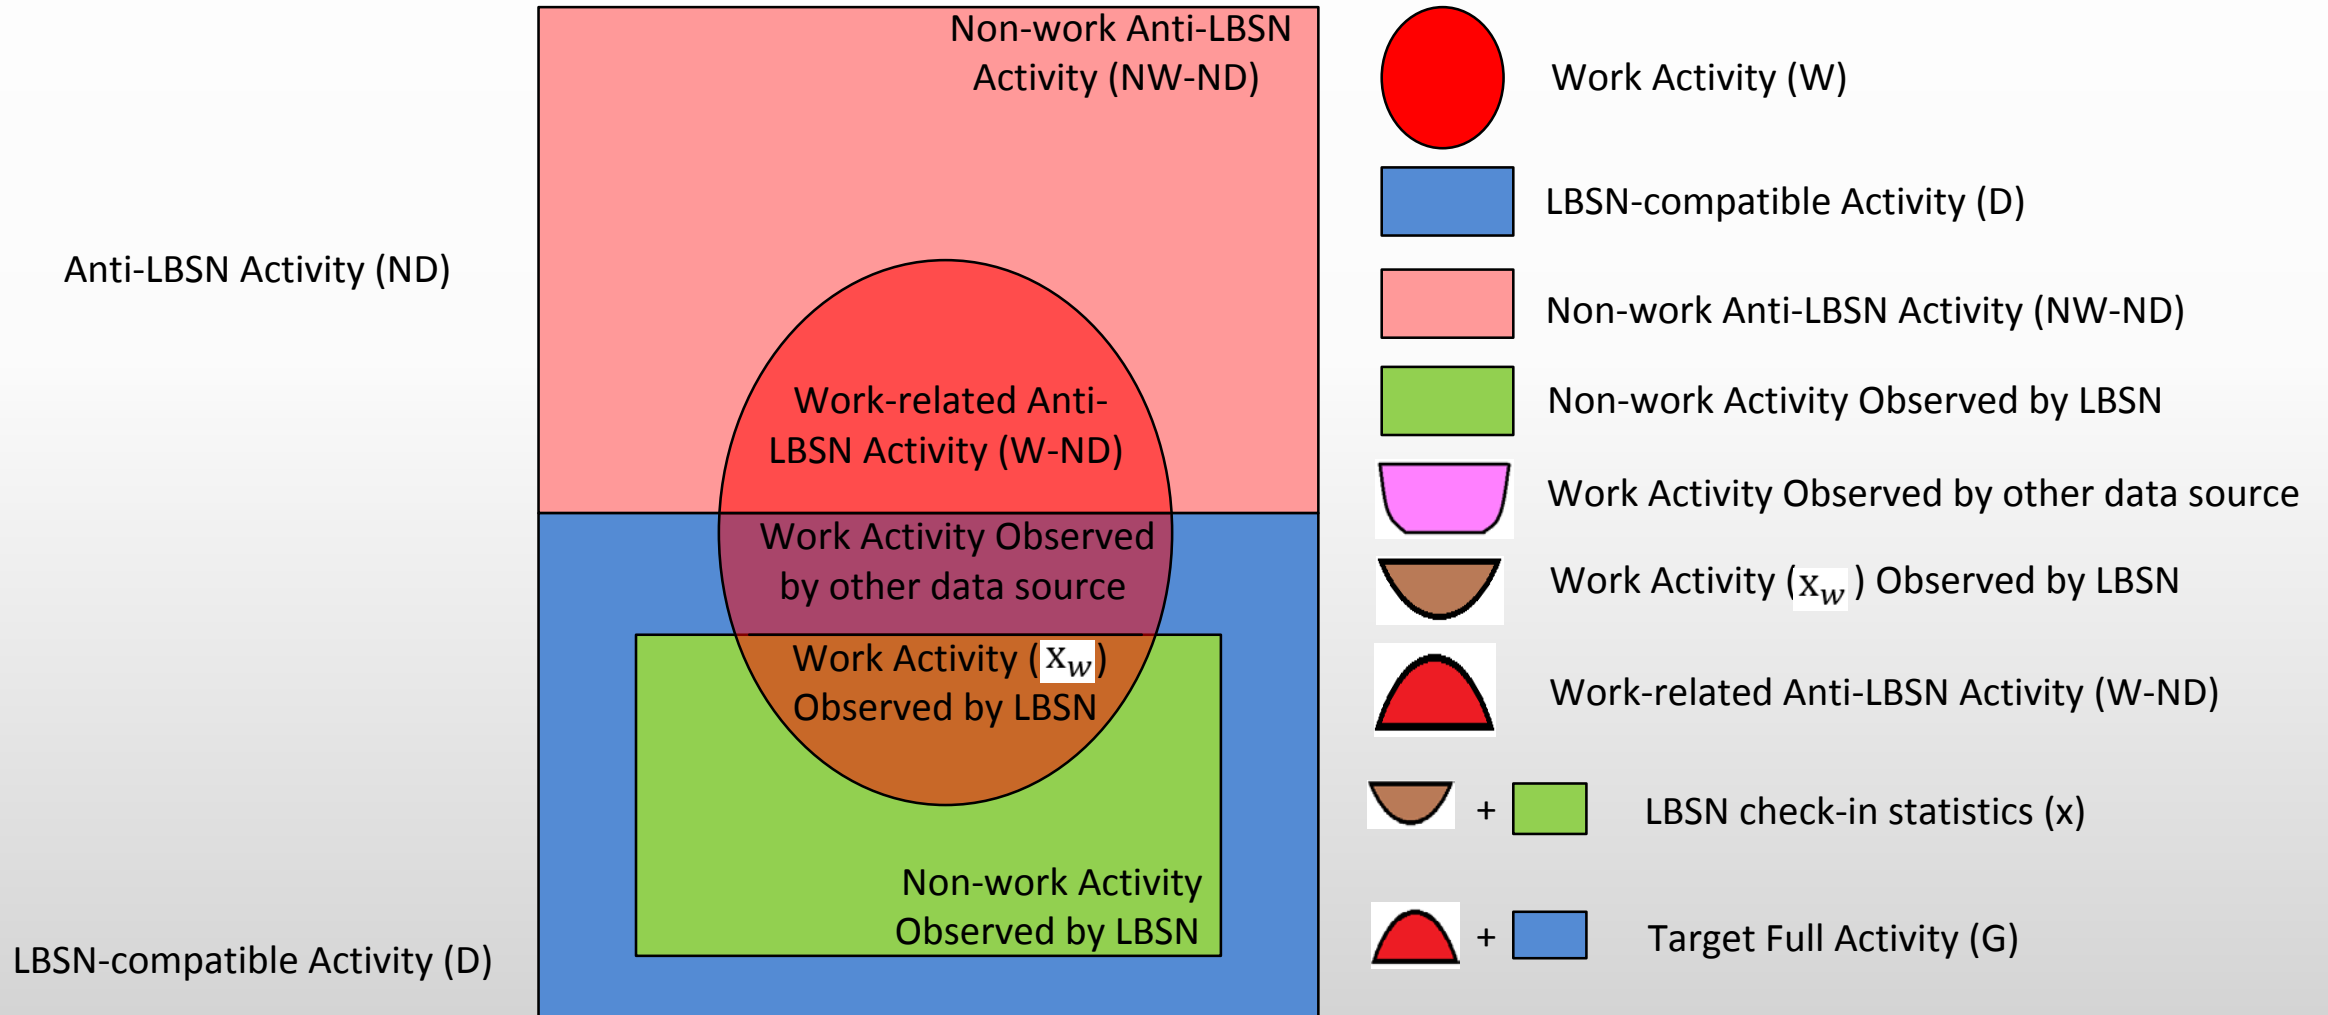 Non-work Anti-LBSN
Activity (NW-ND)
Anti-LBSN Activity (ND)
Work-related Anti-
LBSN Activity (W-ND)
Work Activity Observed
by other data source
Work Activity (x_w)
Observed by LBSN
Non-work Activity
Observed by LBSN
LBSN-compatible Activity (D)
Work Activity (W)
LBSN-compatible Activity (D)
Non-work Anti-LBSN Activity (NW-ND)
Non-work Activity Observed by LBSN
Work Activity Observed by other data source
Work Activity (x_w) Observed by LBSN
Work-related Anti-LBSN Activity (W-ND)
+ LBSN check-in statistics (x)
+ Target Full Activity (G)